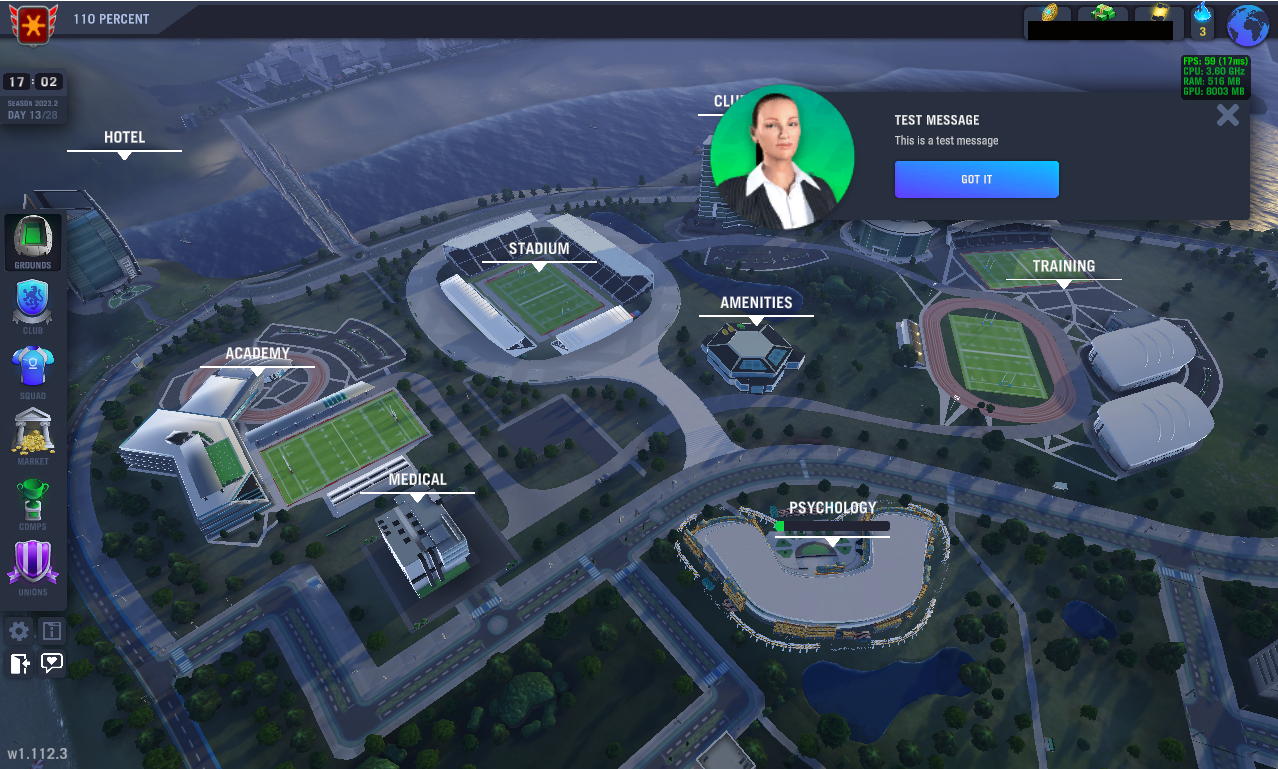 110 PERCENT
3
17 : 02
SEASON 2023.2
DAY 13/28
FPS: 59 (17ms)
CPU: 3.60 GHz
RAM: 516 MB
GPU: 8003 MB
HOTEL
TEST MESSAGE
This is a test message
GOT IT
STADIUM
TRAINING
AMENITIES
ACADEMY
MEDICAL
PSYCHOLOGY
GROUNDS
CLUB
SQUAD
MARKET
COMPS
UNIONS
w1.112.3